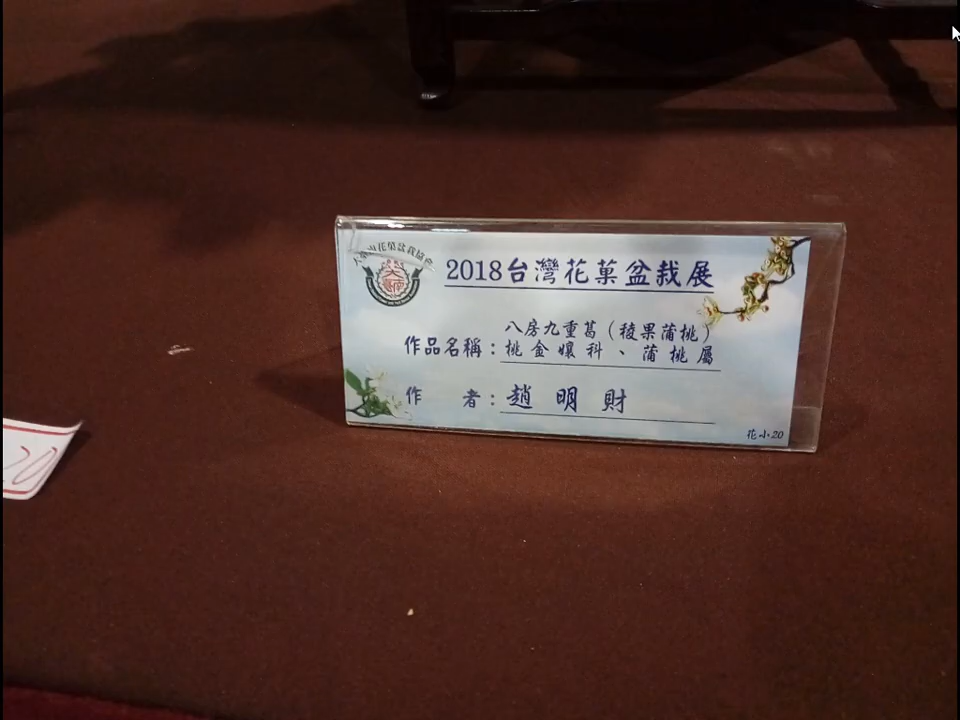 2018台灣花菓盆栽展
八房九重葛（稜果蒲桃）
作品名稱：桃金孃科、蒲桃屬
作者：趙明財
花小20
20